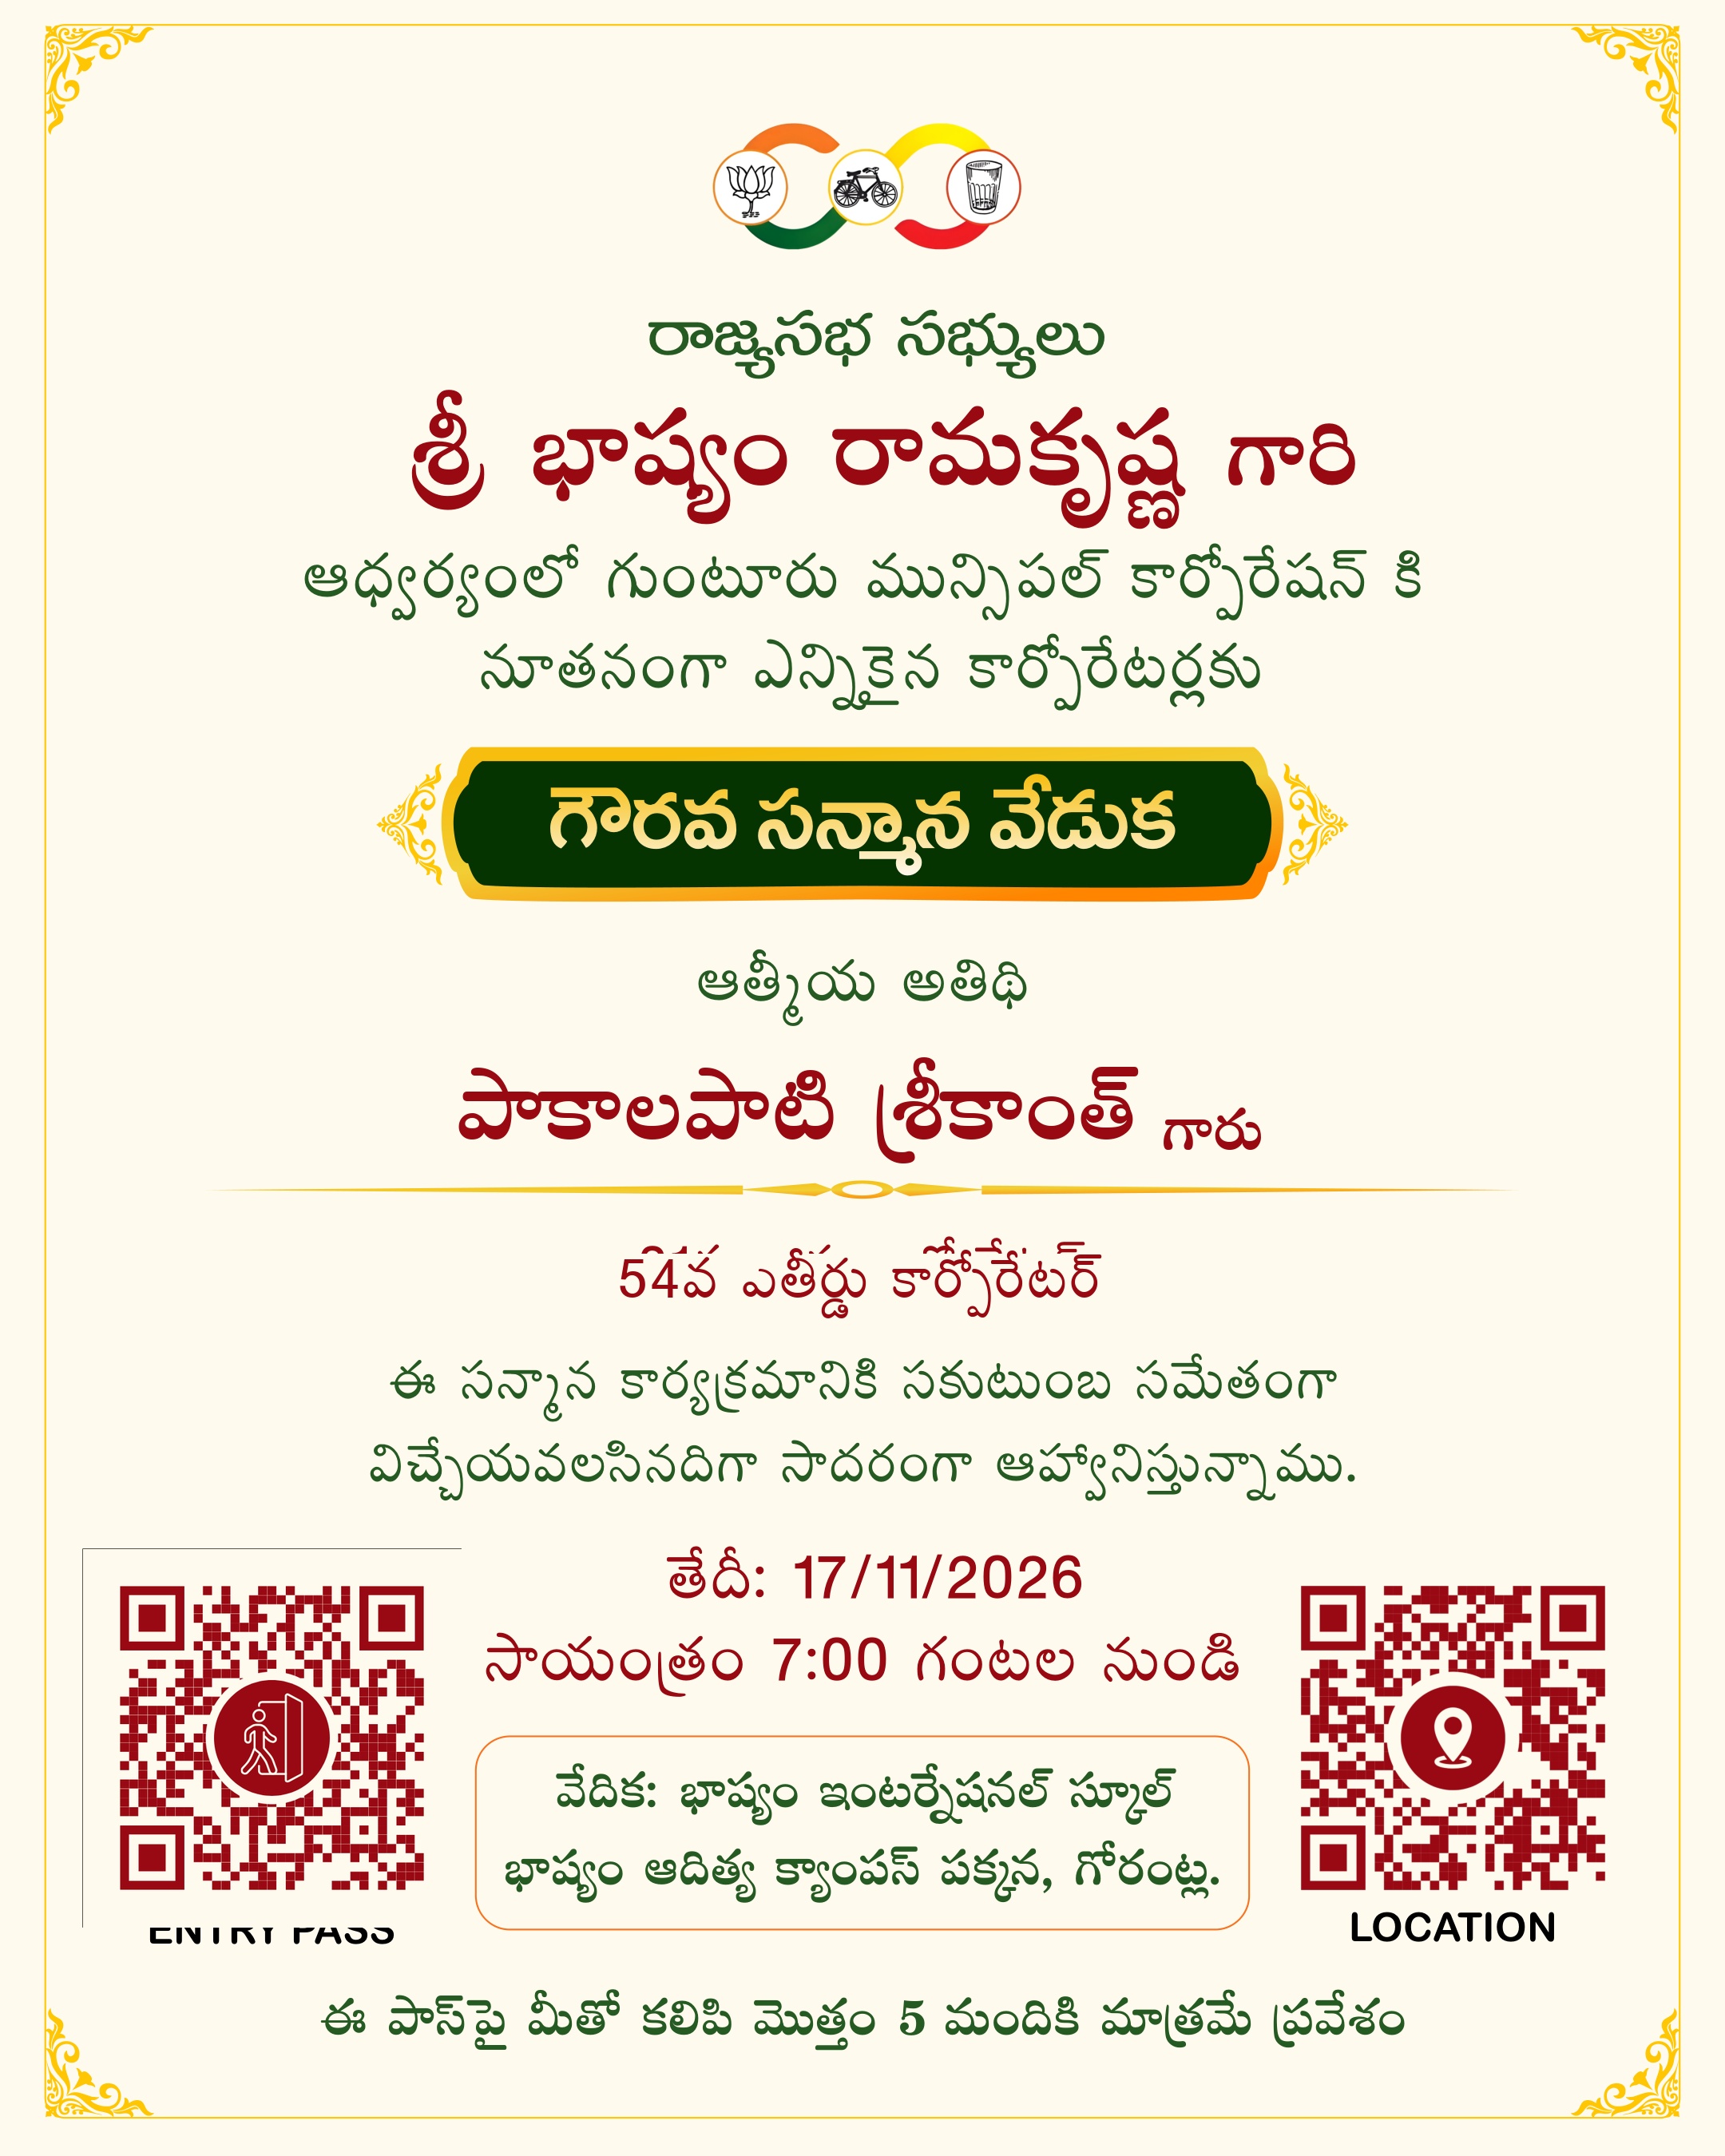 రాజ్యసభ సభ్యులు
శ్రీ భాష్యం రామకృష్ణ గారి
ఆధ్వర్యంలో గుంటూరు మున్సిపల్ కార్పోరేషన్ కి
నూతనంగా ఎన్నికైన కార్పోరేటర్లకు
గౌరవ సన్మాన వేడుక
ఆత్మీయ అతిథి
పాకాలపాటి శ్రీకాంత్ గారు
54వ కార్పోరేటర్
ఈ సన్మాన కార్యక్రమానికి సకుటుంబ సమేతంగా
విచ్చేయవలసినదిగా సాదరంగా ఆహ్వానిస్తున్నాము.
తేదీ: 17/11/2026
సాయంత్రం 7:00 గంటల నుండి
వేదిక: భాష్యం ఇంటర్నేషనల్ స్కూల్
భాష్యం ఆదిత్య క్యాంపస్ పక్కన, గోరంట్ల.
ENTRY PASS
LOCATION
ఈ పాస్‌పై మీతో కలిపి మొత్తం 5 మందికి మాత్రమే ప్రవేశం